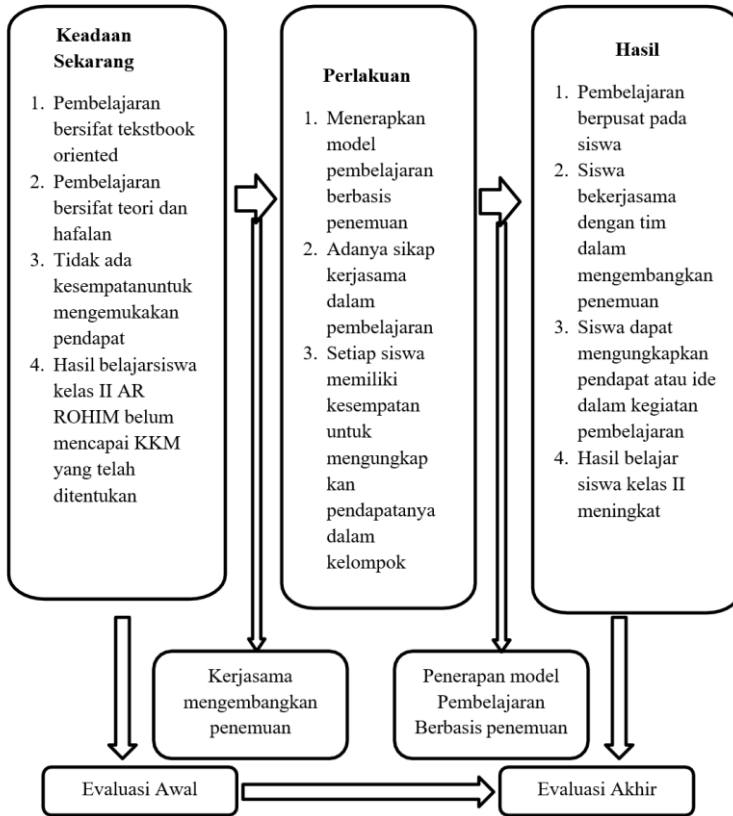 Keadaan
Sekarang
1. Pembelajaran
bersifat tekstbook
oriented
2. Pembelajaran
bersifat teori dan
hafalan
3. Tidak ada
kesempatanuntuk
mengemukakan
pendapat
4. Hasil belajarsiswa
kelas II AR
ROHIM belum
mencapai KKM
yang telah
ditentukan
Perlakuan
1. Menerapkan
model
pembelajaran
berbasis
penemuan
2. Adanya sikap
kerjasama
dalam
pembelajaran
3. Setiap siswa
memiliki
kesempatan
untuk
mengungkap
kan
pendapatanya
dalam
kelompok
Hasil
1. Pembelajaran
berpusat pada
siswa
2. Siswa
bekerjasama
dengan tim
dalam
mengembangkan
penemuan
3. Siswa dapat
mengungkapkan
pendapat atau ide
dalam kegiatan
pembelajaran
4. Hasil belajar
siswa kelas II
meningkat
Kerjasama
mengembangkan
penemuan
Penerapan model
Pembelajaran
Berbasis penemuan
Evaluasi Awal
Evaluasi Akhir